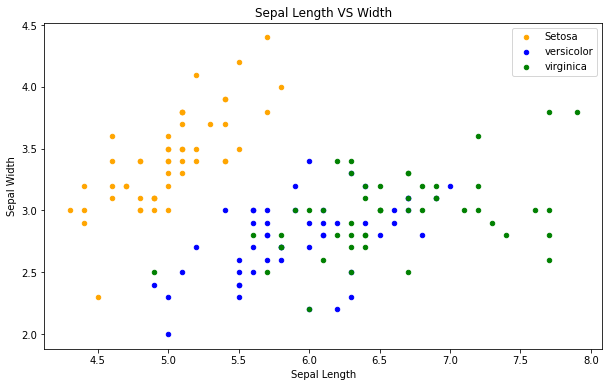 Sepal Length VS Width
Setosa
versicolor
virginica
4.5
4.0
3.5
3.0
2.5
2.0
Sepal Width
4.5 5.0 5.5 6.0 6.5 7.0 7.5 8.0
Sepal Length